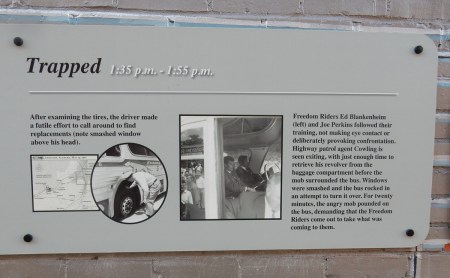 Trapped 1:35 p.m. - 1:55 p.m.
After examining the tires, the driver made
a futile effort to call around to find
replacements (note smashed window
above his head).
Freedom Riders Ed Blankenheim
(left) and Joe Perkins followed their
training, not making eye contact or
deliberately provoking confrontation.
Highway patrol agent Cowling is
seen exiting, with just enough time to
retrieve his revolver from the
baggage compartment before the
mob surrounded the bus. Windows
were smashed and the bus rocked in
an attempt to turn it over. For twenty
minutes, the angry mob pounded on
the bus, demanding that the Freedom
Riders come out to take what was
coming to them.